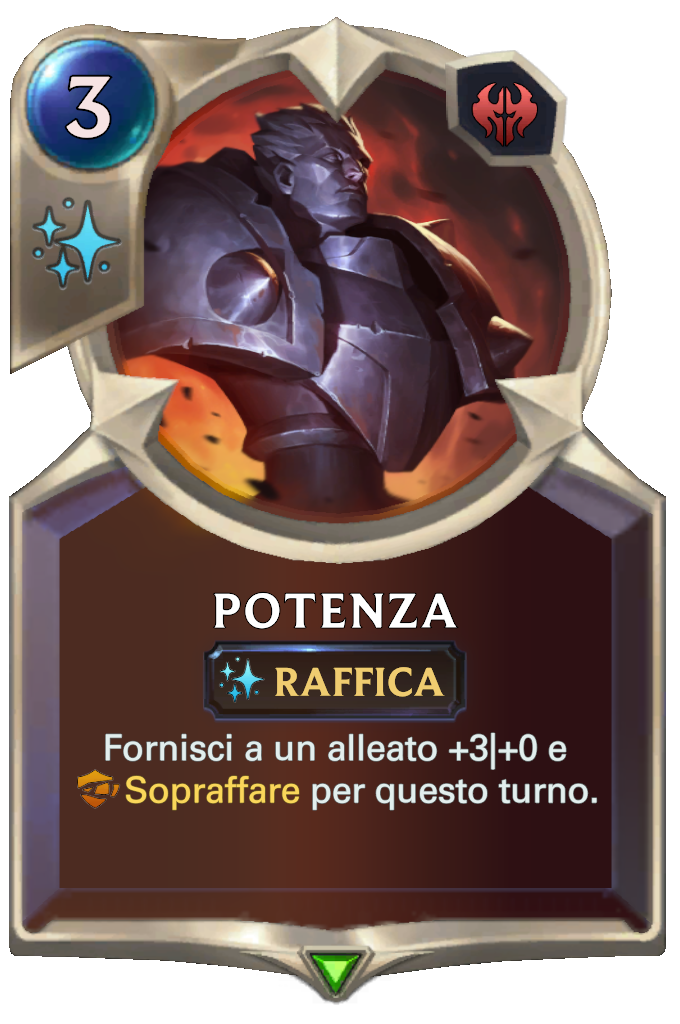 3
POTENZA
RAFFICA
Fornisci a un alleato +3|+0 e
Sopraffare per questo turno.